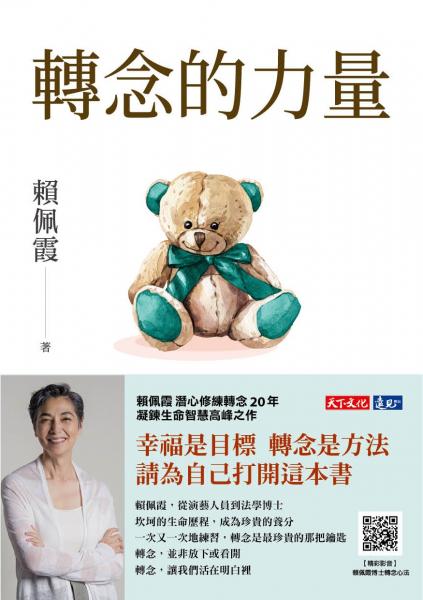 轉念的力量
賴佩霞
著
賴佩霞 潛心修練轉念20年
凝鍊生命智慧高峰之作
天下文化
遠見
幸福是目標 轉念是方法
請為自己打開這本書
賴佩霞，從演藝人員到法學博士
坎坷的生命歷程，成為珍貴的養分
一次又一次地練習，轉念是最珍貴的那把鑰匙
轉念，並非放下或看開
轉念，讓我們活在明白裡
【精彩影音】
賴佩霞博士轉念心法